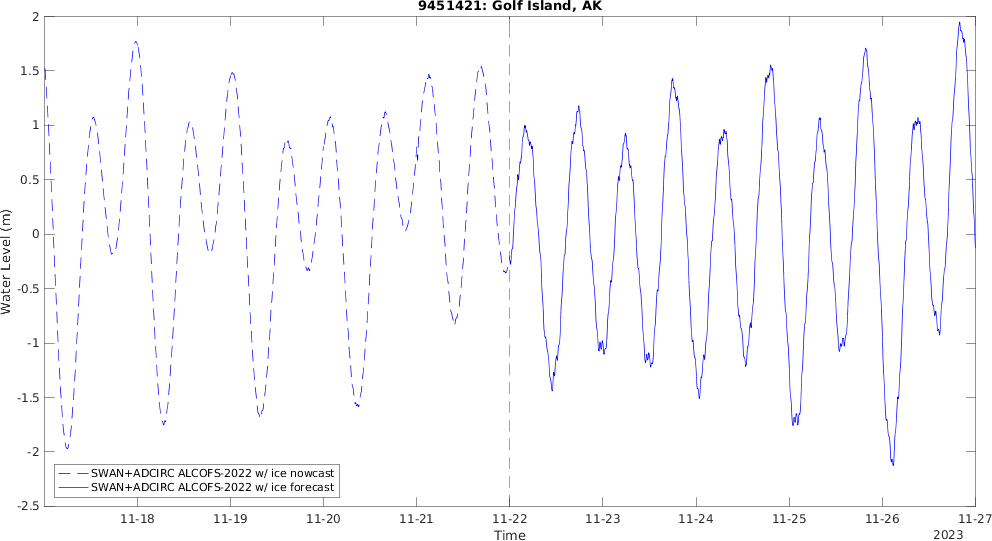 9451421: Golf Island, AK
2
1.5
1
0.5
0
-0.5
-1
-1.5
-2
-2.5
Water Level (m)
SWAN+ADCIRC ALCOFS-2022 w/ ice nowcast
SWAN+ADCIRC ALCOFS-2022 w/ ice forecast
11-18 11-19 11-20 11-21 11-22 11-23 11-24 11-25 11-26 11-27
Time
2023